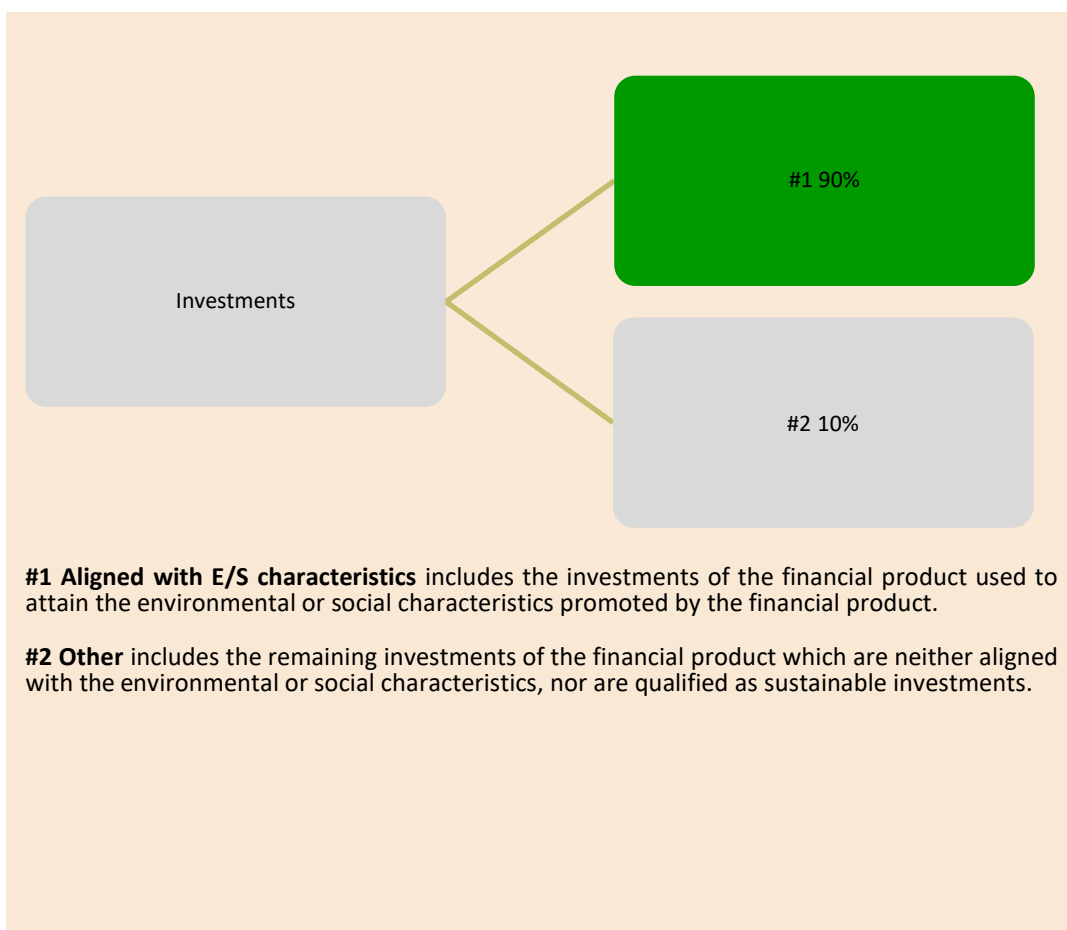 #1 90%
Investments
#2 10%
#1 Aligned with E/S characteristics includes the investments of the financial product used to
attain the environmental or social characteristics promoted by the financial product.
#2 Other includes the remaining investments of the financial product which are neither aligned
with the environmental or social characteristics, nor are qualified as sustainable investments.